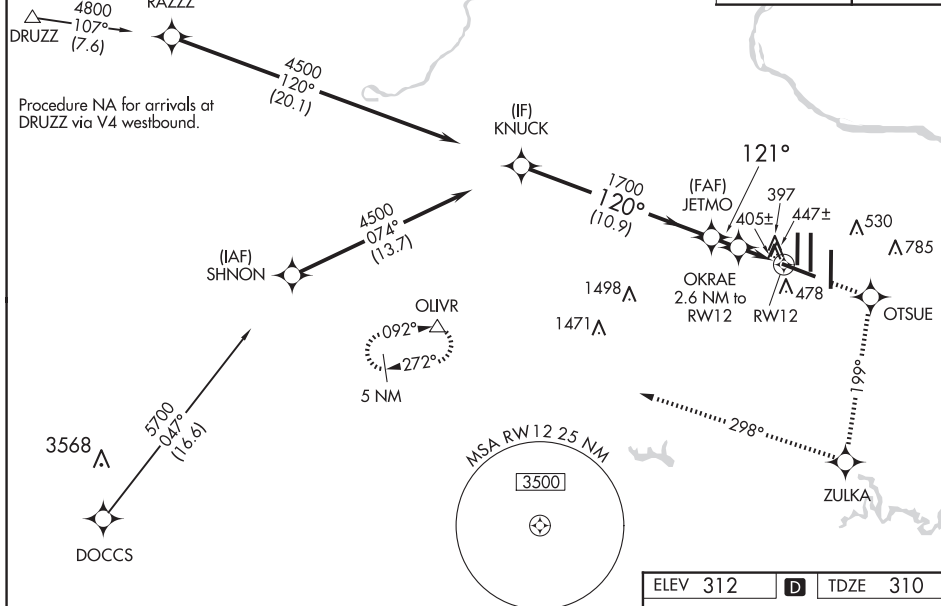 RAZZZ
4800
107°
(7.6)
DRUZZ
4500
120°
(20.1)
Procedure NA for arrivals at
DRUZZ via V4 westbound.
(IF)
KNUCK
121°
1700
120°
(10.9)
(FAF)
JETMO
397
405±
447±
530
785
4500
074°
(13.7)
(IAF)
SHNON
OKRAE
2.6 NM to
RW12
RW12
478
OTSUE
1498
1471
OLIVR
092°
272°
5 NM
199°
298°
5700
047°
(16.6)
3568
MSA RW12 25 NM
3500
ZULKA
DOCCS
ELEV 312
D
TDZE 310